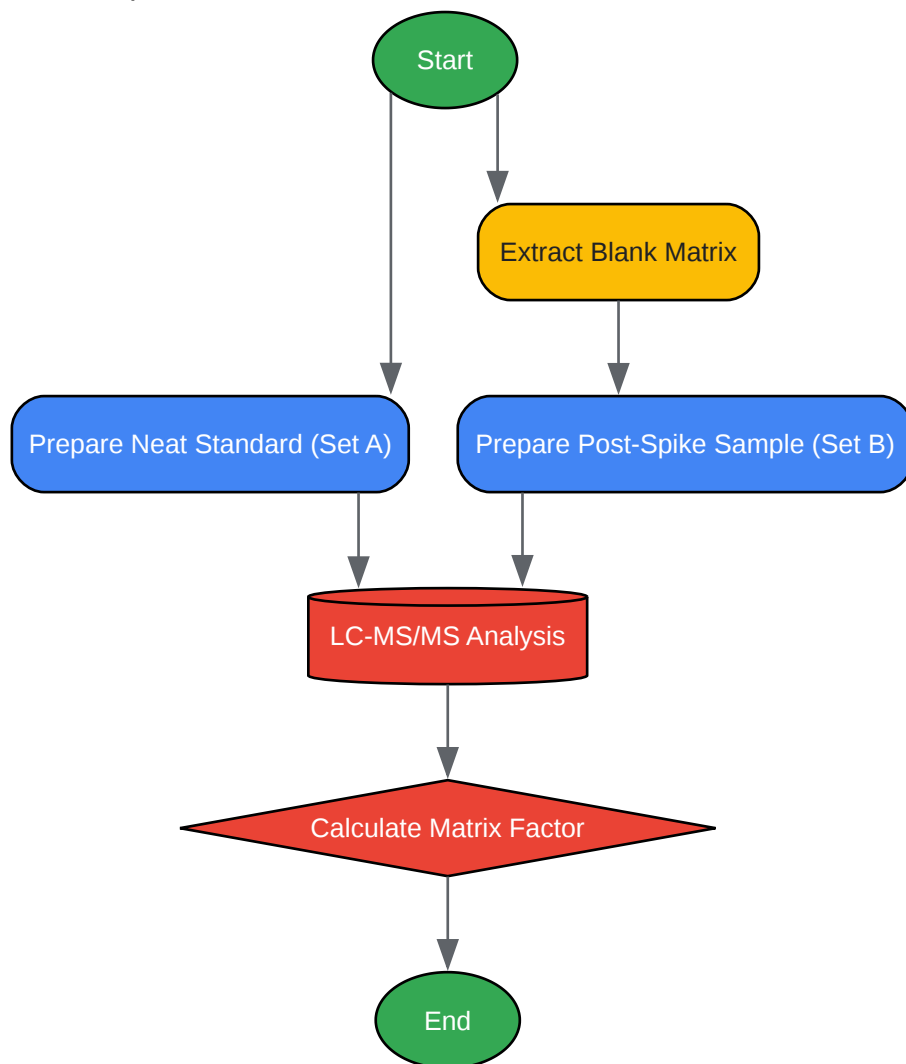 Start
Extract Blank Matrix
Prepare Neat Standard (Set A)
Prepare Post-Spike Sample (Set B)
LC-MS/MS Analysis
Calculate Matrix Factor
End